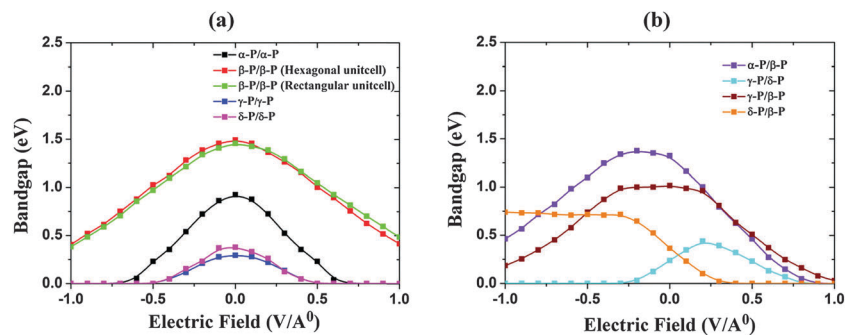 (a)
2.5
2.0
1.5
1.0
0.5
0.0
Bandgap (eV)
α-P/α-P
β-P/β-P (Hexagonal unitcell)
β-P/β-P (Rectangular unitcell)
γ-P/γ-P
δ-P/δ-P
-1.0 -0.5 0.0 0.5 1.0
Electric Field (V/A⁰)
(b)
2.5
2.0
1.5
1.0
0.5
0.0
Bandgap (eV)
α-P/β-P
γ-P/δ-P
γ-P/β-P
δ-P/β-P
-1.0 -0.5 0.0 0.5 1.0
Electric Field (V/A⁰)